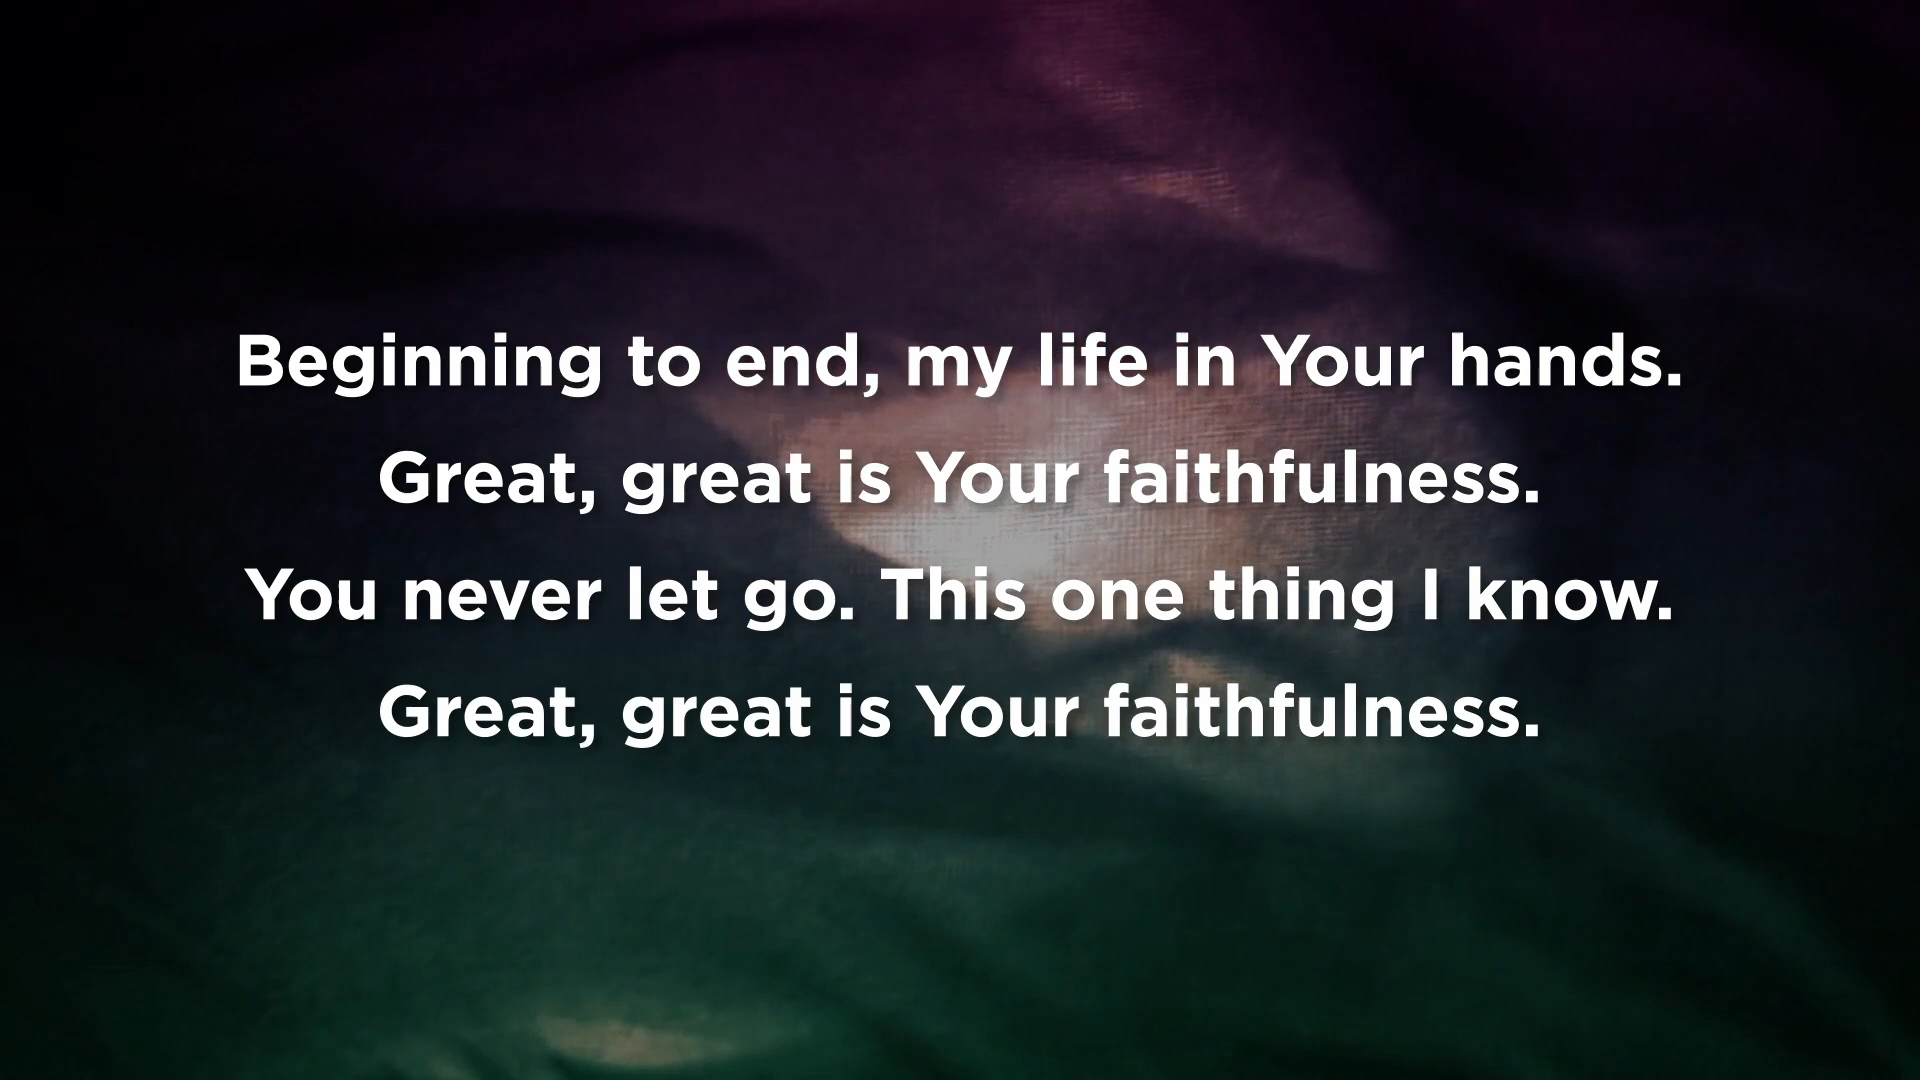 Beginning to end, my life in Your hands.
Great, great is Your faithfulness.
You never let go. This one thing I know.
Great, great is Your faithfulness.